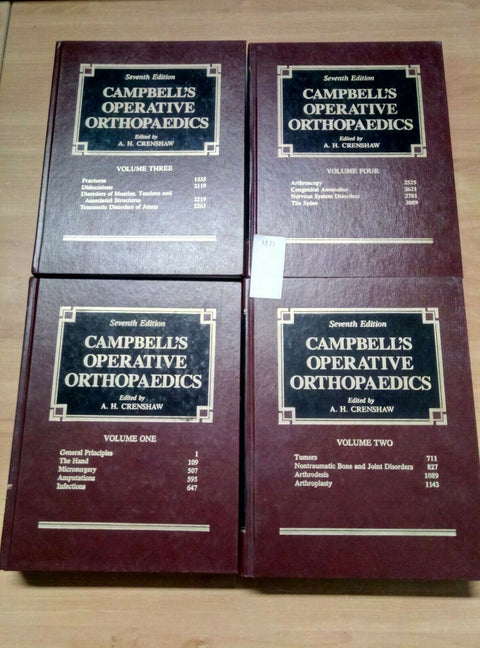 Seventh Edition
CAMPBELL'S
OPERATIVE
ORTHOPAEDICS
Edited by
A. H. CRENSHAW
VOLUME THREE
Fractures 1555
Dislocations 2119
Disorders of Muscles, Tendons and
Associated Structures 2219
Traumatic Disorders of Joints 2263
Seventh Edition
CAMPBELL'S
OPERATIVE
ORTHOPAEDICS
Edited by
A. H. CRENSHAW
VOLUME FOUR
Arthroscopy 2525
Congenital Anomalies 2621
Nervous System Disorders 2781
The Spine 3089
Seventh Edition
CAMPBELL'S
OPERATIVE
ORTHOPAEDICS
Edited by
A. H. CRENSHAW
VOLUME ONE
General Principles 1
The Hand 109
Microsurgery 507
Amputations 595
Infections 647
Seventh Edition
CAMPBELL'S
OPERATIVE
ORTHOPAEDICS
Edited by
A. H. CRENSHAW
VOLUME TWO
Tumors 711
Nontraumatic Bone and Joint Disorders 827
Arthrodesis 1089
Arthroplasty 1143